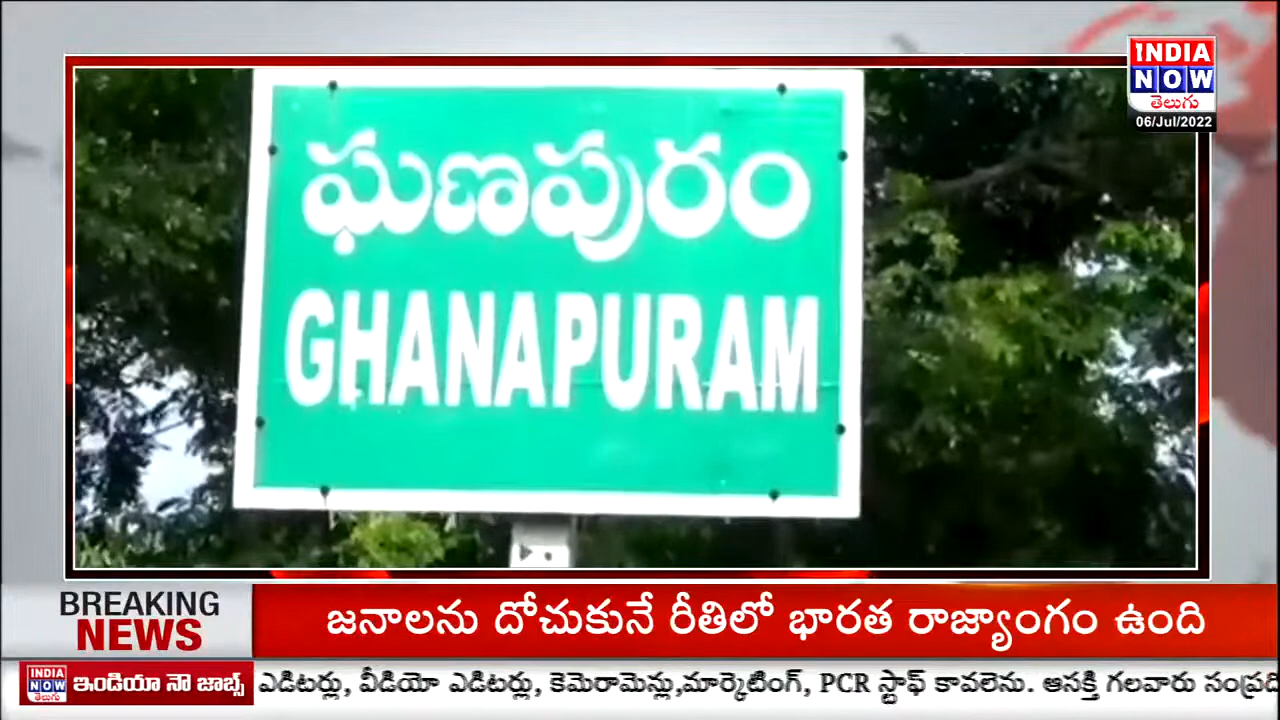 INDIA
NOW
తెలుగు
06/Jul/2022
ఘణపురం
GHANAPURAM
BREAKING
NEWS
జనాలను దోచుకునే రీతిలో భారత రాజ్యాంగం ఉంది
INDIA
NOW
తెలుగు
ఇండియా నౌ జాబ్స్ ఎడిటర్లు, వీడియో ఎడిటర్లు, కెమెరామెన్లు,మార్కెటింగ్, PCR స్టాఫ్ కావలెను. ఆసక్తి గలవారు